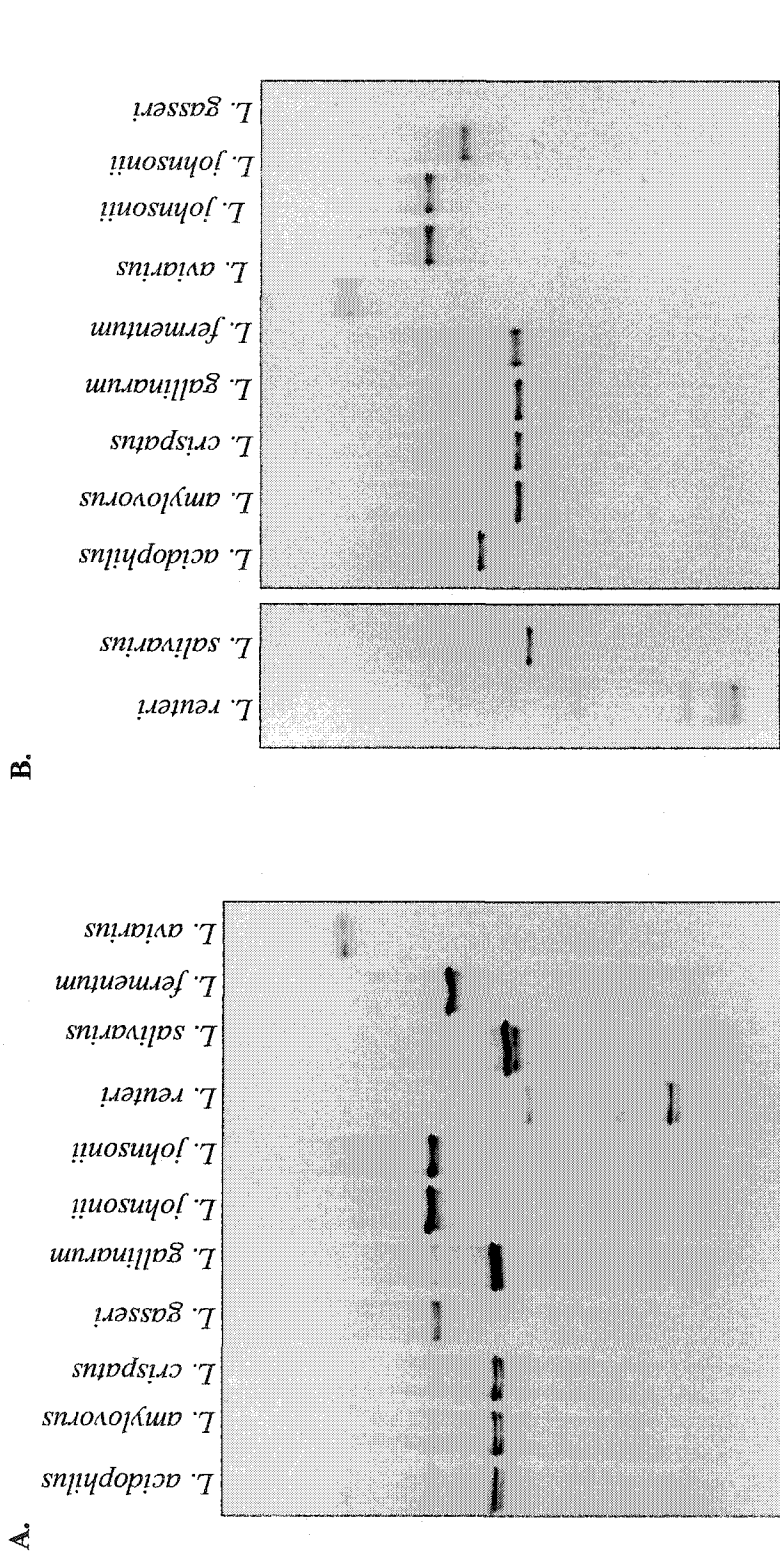 A.
L. acidophilus
L. amylovorus
L. crispatus
L. gasseri
L. gallinarum
L. johnsonii
L. johnsonii
L. reuteri
L. salivarius
L. fermentum
L. aviarius
B.
L. reuteri
L. salivarius
L. acidophilus
L. amylovorus
L. crispatus
L. gallinarum
L. fermentum
L. aviarius
L. johnsonii
L. johnsonii
L. gasseri